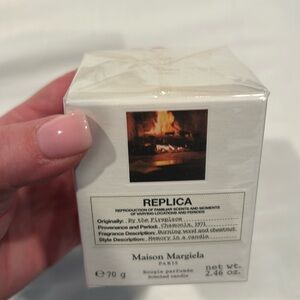 REPLICA
REPRODUCTION OF FAMILIAR SCENTS AND MOMENTS
OF VARYING LOCATIONS AND PERIODS
Originally: By the Fireplace
Provenance and Period: Chamonix, 1971
Fragrance Description: Burning wood and chestnut
Style Description: Memory in a candle
Maison Margiela
PARIS
℮ 70 g
Bougie parfumée
Scented candle
net wt.
2.46 oz.